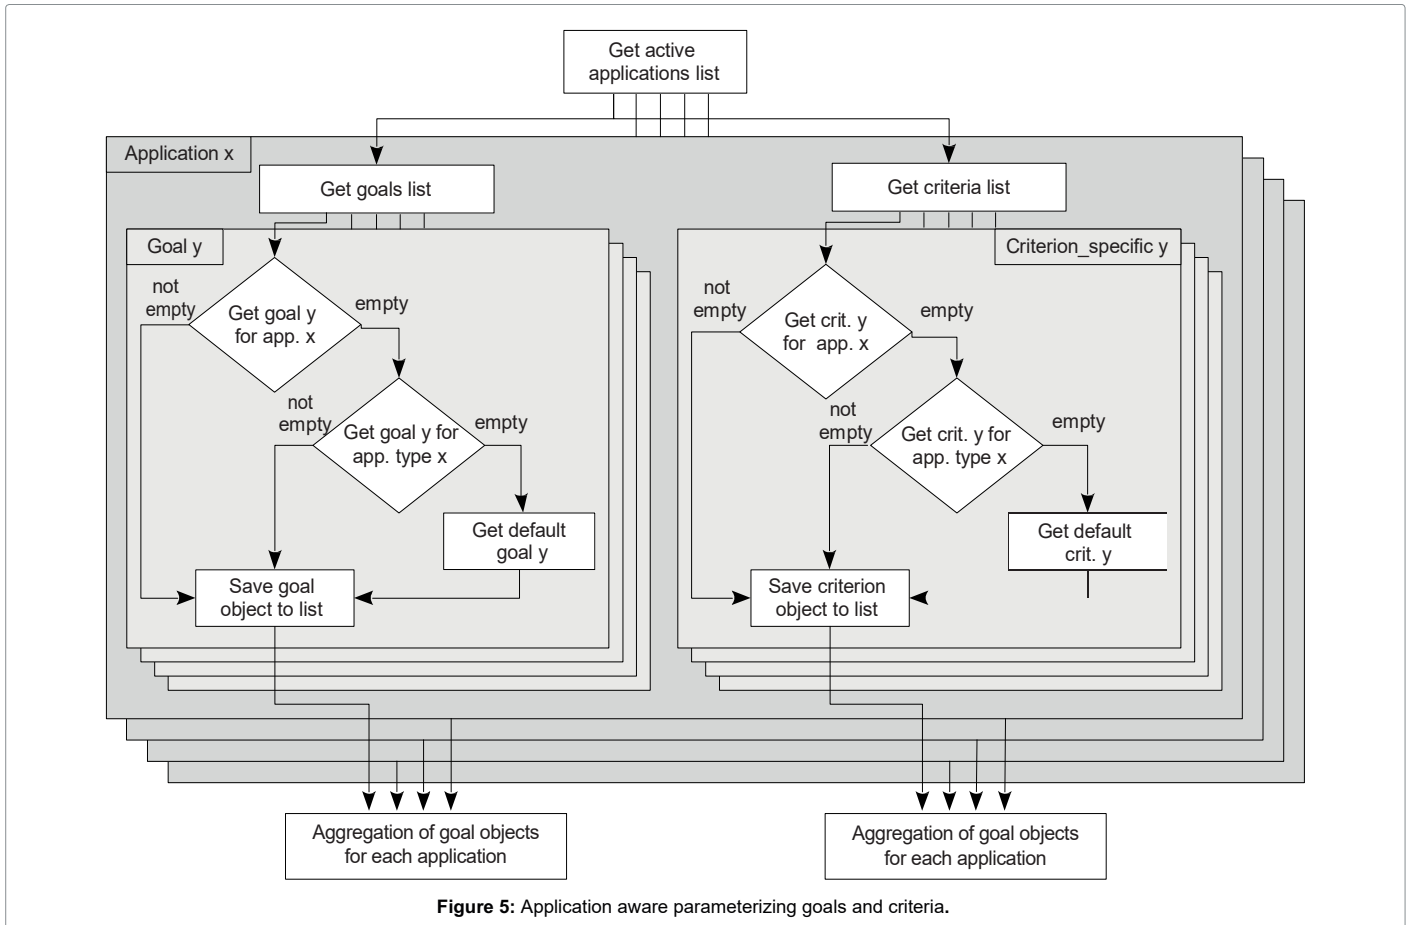 Get active
applications list
Application x
Get goals list
Get criteria list
Goal y
Criterion_specific y
not
empty
Get goal y
for app. x
empty
not
empty
Get crit. y
for app. x
empty
not
empty
Get goal y for
app. type x
empty
not
empty
Get crit. y for
app. type x
empty
Get default
goal y
Get default
crit. y
Save goal
object to list
Save criterion
object to list
Aggregation of goal objects
for each application
Aggregation of goal objects
for each application
Figure 5: Application aware parameterizing goals and criteria.